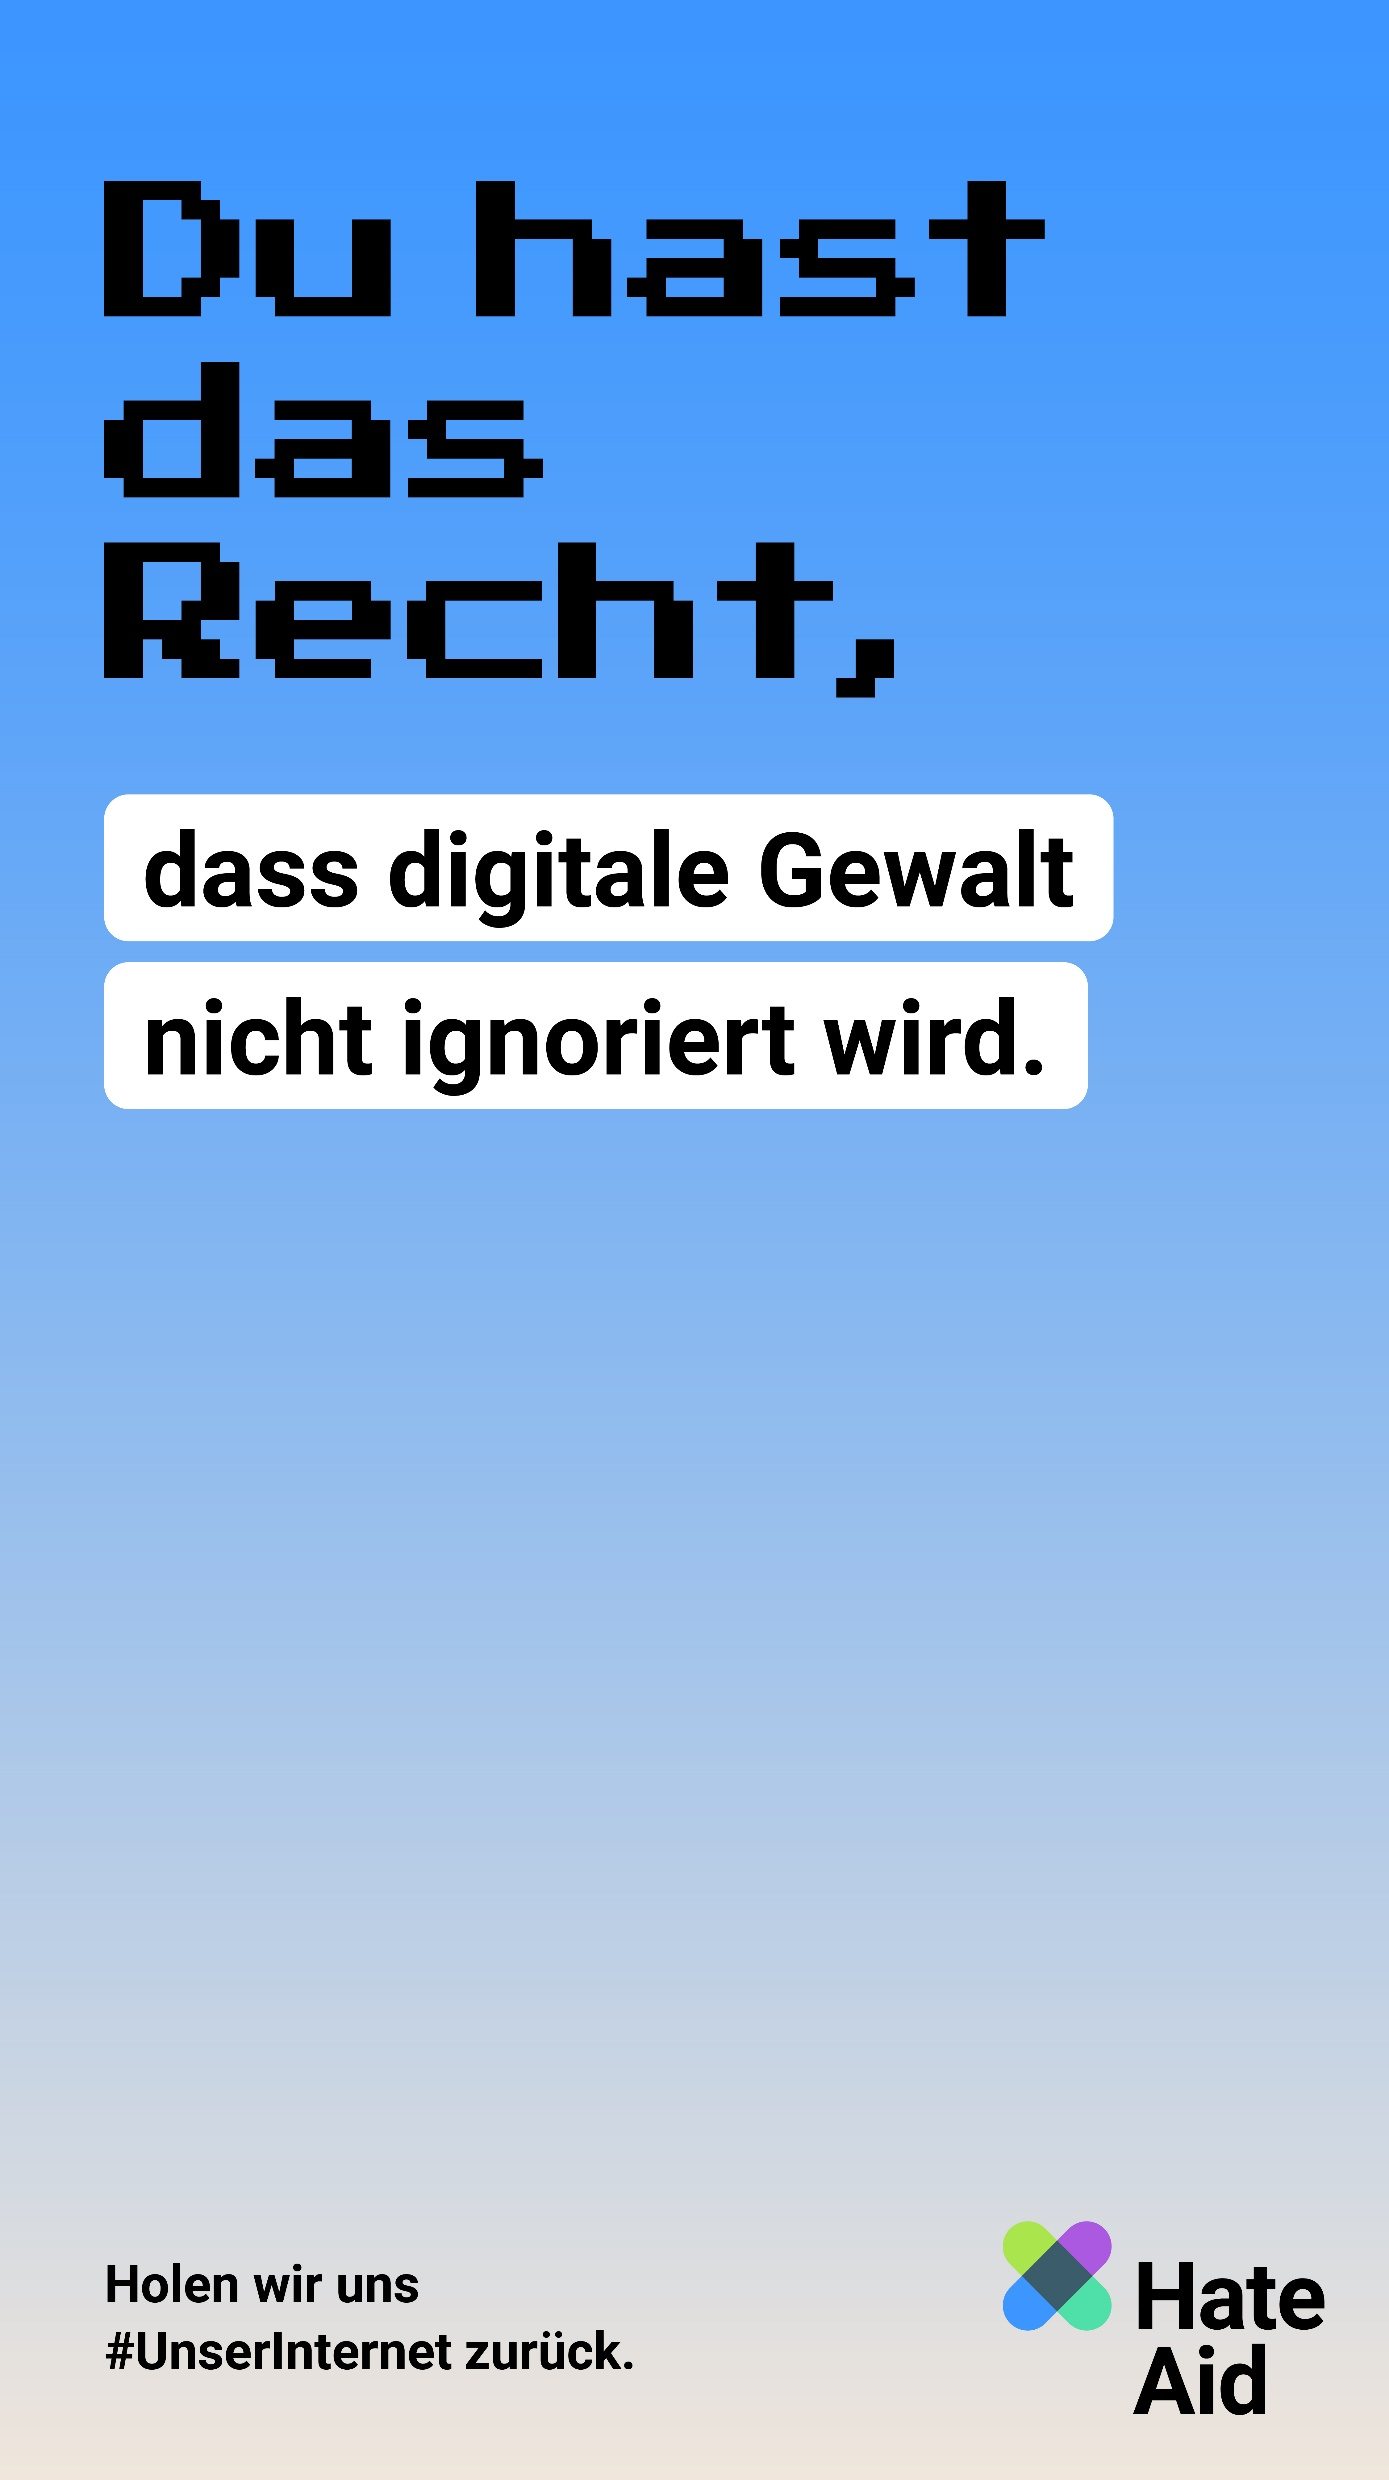 Du hast
das
Recht,
dass digitale Gewalt
nicht ignoriert wird.
Holen wir uns
#UnserInternet zurück.
Hate
Aid